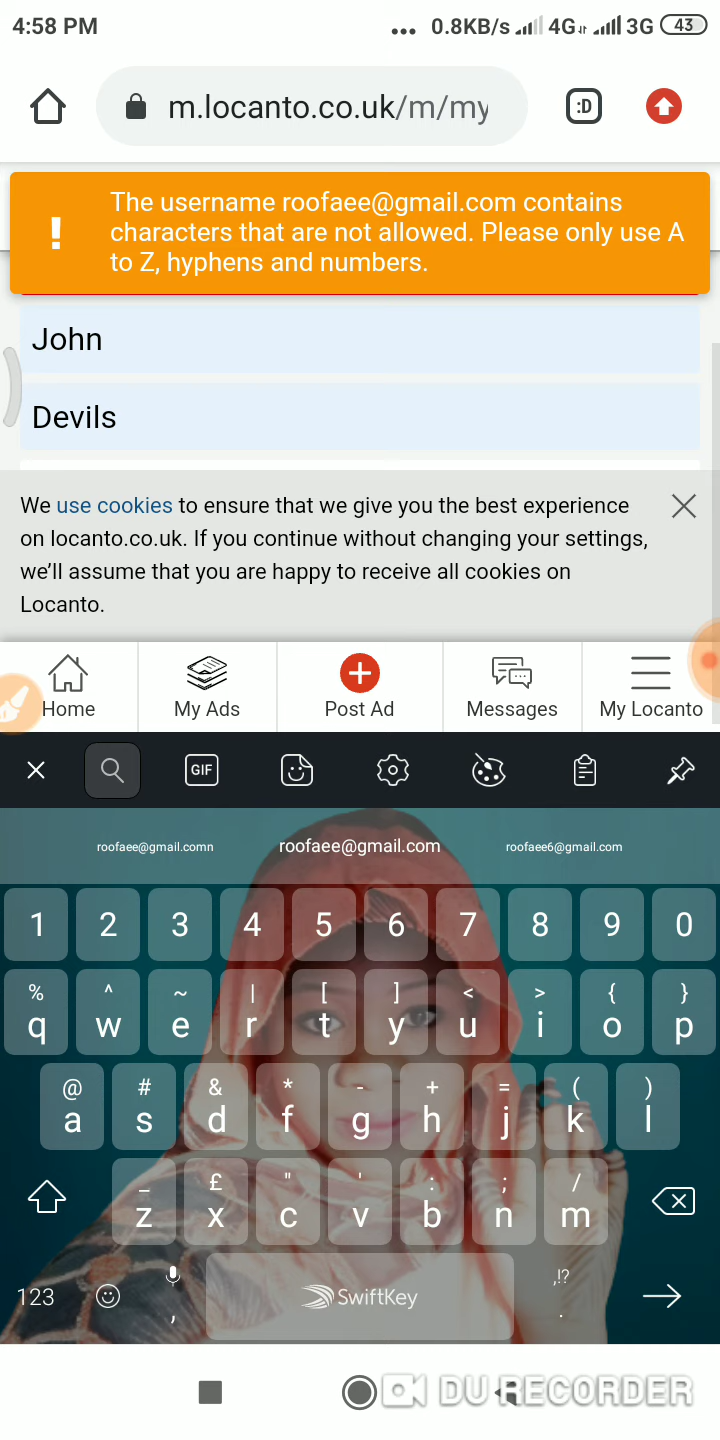 4:58 PM
... 0.8KB/s 4G 3G 43
m.locanto.co.uk/m/my
:D
! The username roofaee@gmail.com contains
characters that are not allowed. Please only use A
to Z, hyphens and numbers.
John
Devils
We use cookies to ensure that we give you the best experience
on locanto.co.uk. If you continue without changing your settings,
we'll assume that you are happy to receive all cookies on
Locanto.
Home My Ads Post Ad Messages My Locanto
GIF
roofaee@gmail.comn roofaee@gmail.com roofaee6@gmail.com
1 2 3 4 5 6 7 8 9 0
% ^ ~ | [ ] < > { }
q w e r t y u i o p
@ # & * - + = ( )
a s d f g h j k l
_ £ " ' : ; /
z x c v b n m
,!?
123 , SwiftKey .
DU RECORDER